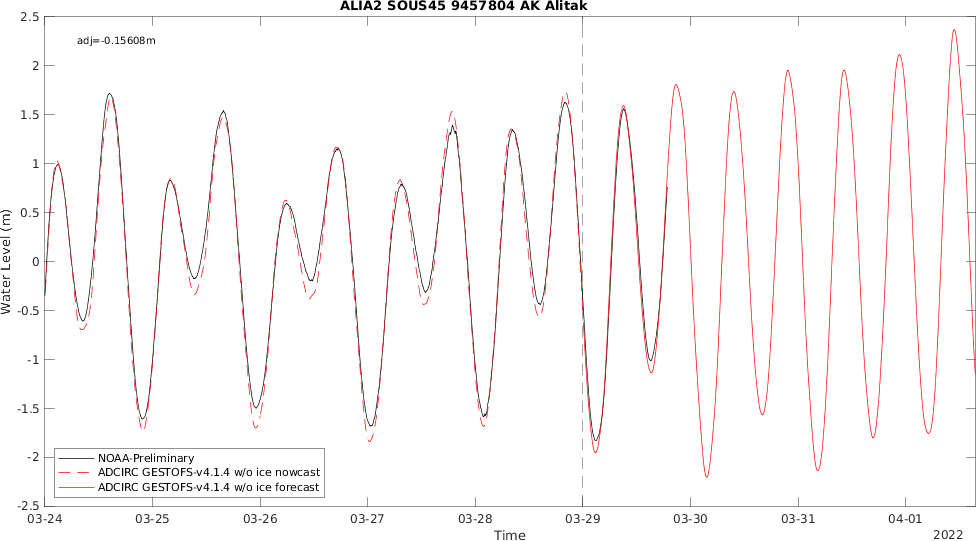 ALIA2 SOUS45 9457804 AK Alitak
adj=-0.15608m
2.5
2
1.5
1
0.5
0
-0.5
-1
-1.5
-2
-2.5
Water Level (m)
NOAA-Preliminary
ADCIRC GESTOFS-v4.1.4 w/o ice nowcast
ADCIRC GESTOFS-v4.1.4 w/o ice forecast
03-24 03-25 03-26 03-27 03-28 03-29 03-30 03-31 04-01
Time
2022